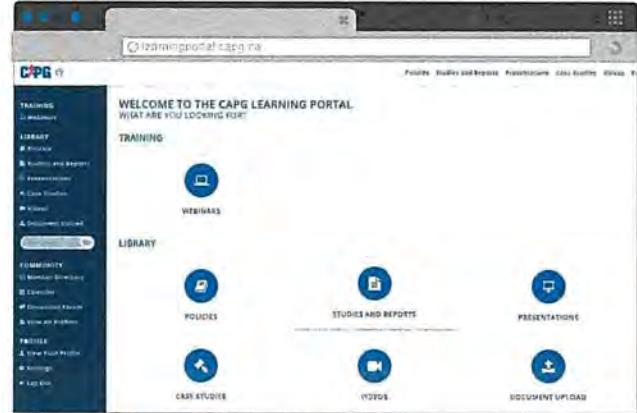 learningportal.capg.ca
CAPG
Policies Studies and Reports Presentations Case Studies Videos
TRAINING
Webinars
LIBRARY
Policies
Studies and Reports
Presentations
Case Studies
Videos
Document Upload
COMMUNITY
Member Directory
Calendar
Discussion Forum
PROFILE
View Your Profile
Settings
Log Out
WELCOME TO THE CAPG LEARNING PORTAL
WHAT ARE YOU LOOKING FOR?
TRAINING
WEBINARS
LIBRARY
POLICIES
STUDIES AND REPORTS
PRESENTATIONS
CASE STUDIES
VIDEOS
DOCUMENT UPLOAD